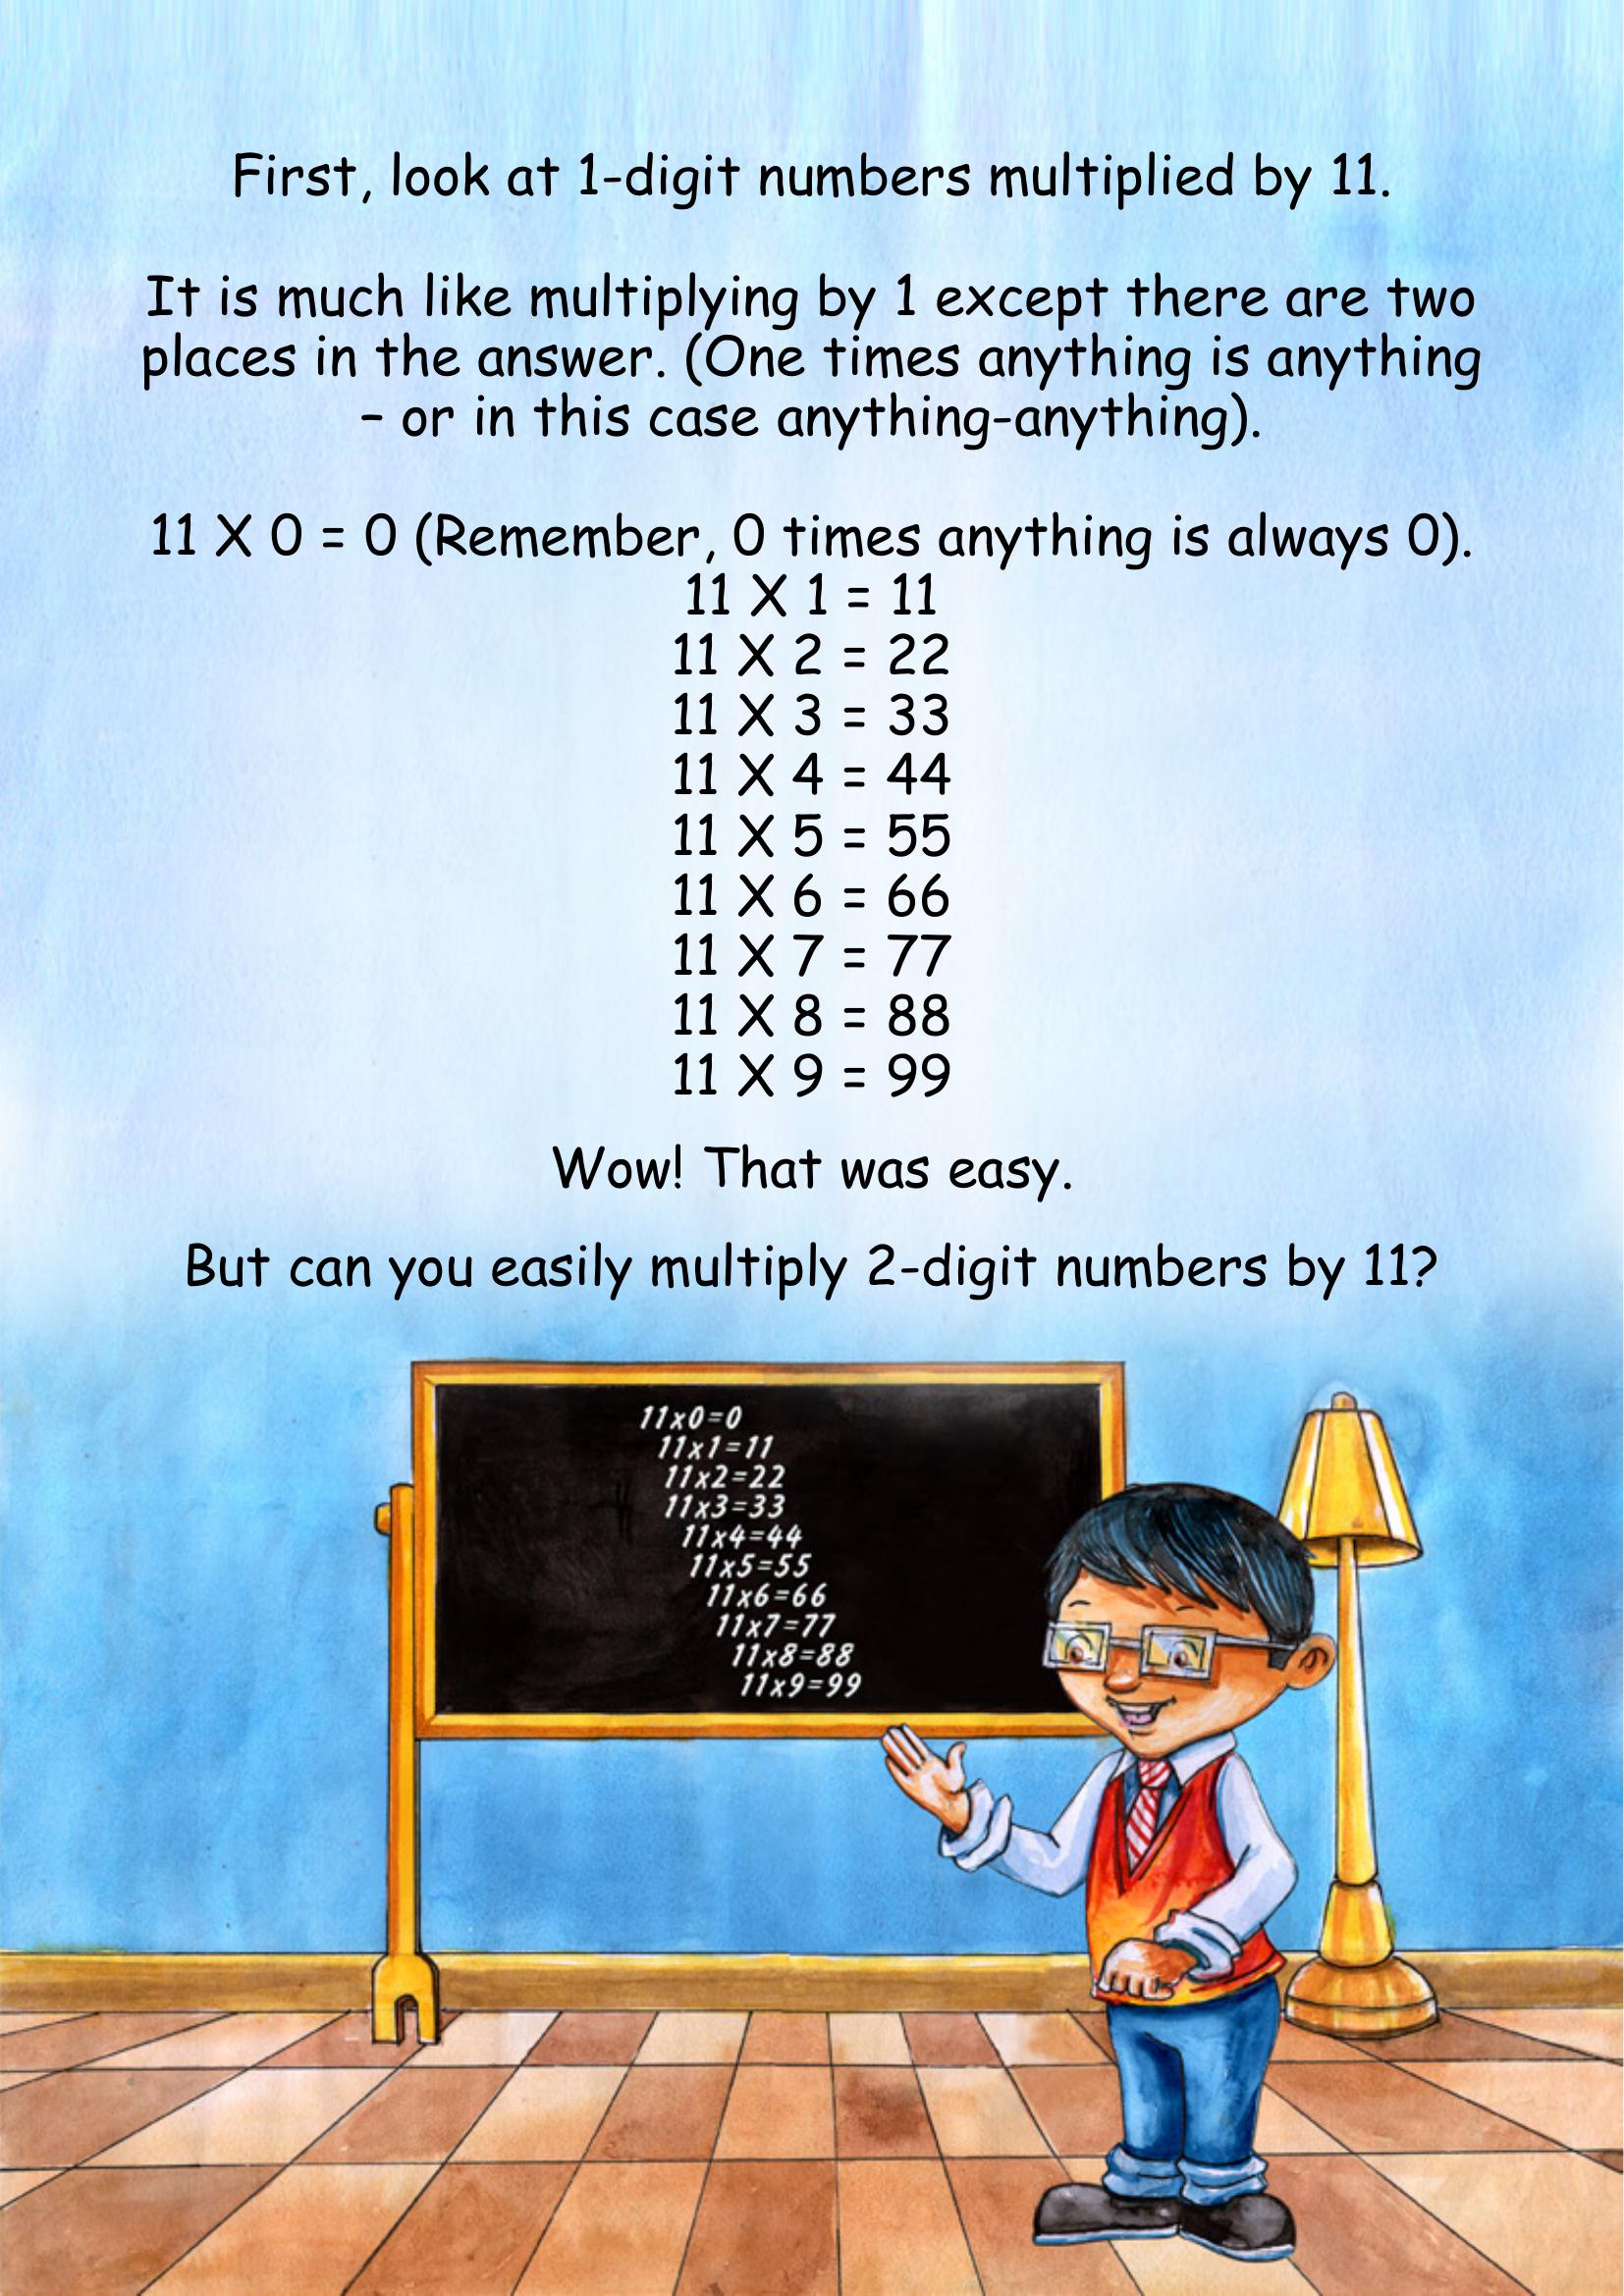 First, look at 1-digit numbers multiplied by 11.
It is much like multiplying by 1 except there are two
places in the answer. (One times anything is anything
– or in this case anything-anything).
11 X 0 = 0 (Remember, 0 times anything is always 0).
11 X 1 = 11
11 X 2 = 22
11 X 3 = 33
11 X 4 = 44
11 X 5 = 55
11 X 6 = 66
11 X 7 = 77
11 X 8 = 88
11 X 9 = 99
Wow! That was easy.
But can you easily multiply 2-digit numbers by 11?
11x0=0
11x1=11
11x2=22
11x3=33
11x4=44
11x5=55
11x6=66
11x7=77
11x8=88
11x9=99